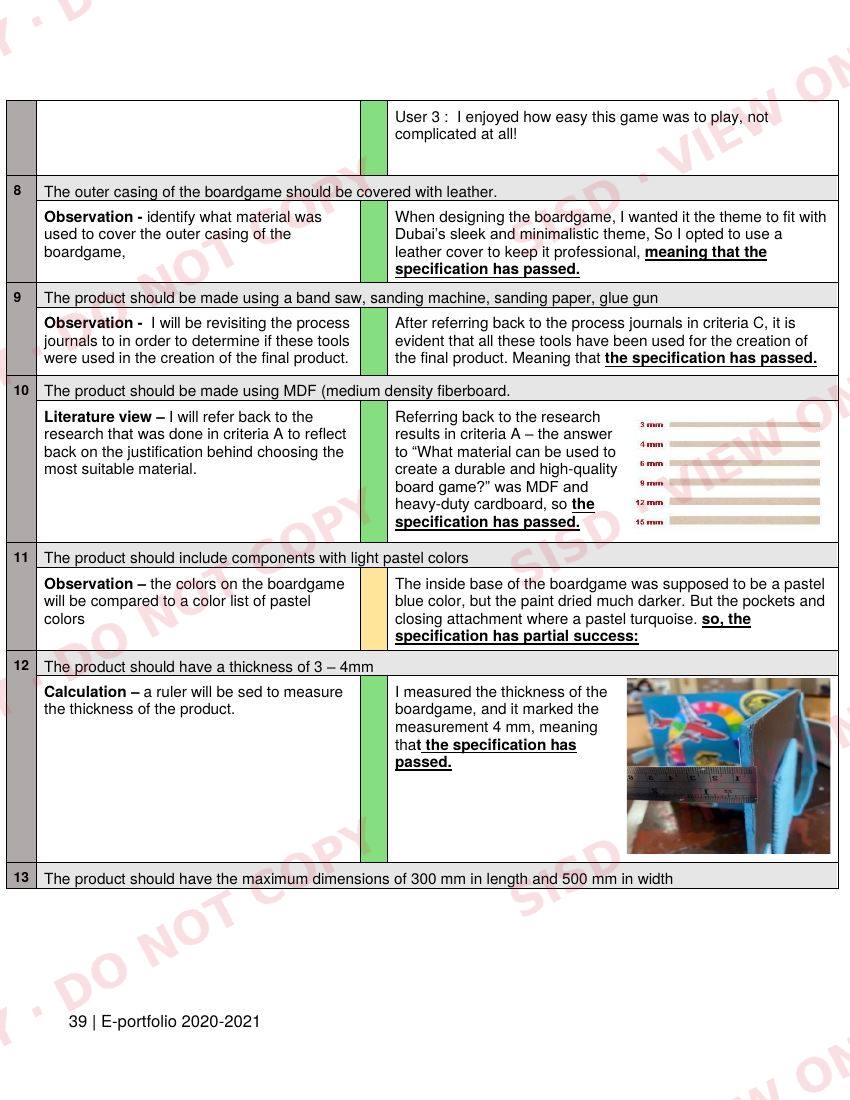 User 3 :  I enjoyed how easy this game was to play, not
complicated at all!
8 The outer casing of the boardgame should be covered with leather.
Observation - identify what material was
used to cover the outer casing of the
boardgame,
When designing the boardgame, I wanted it the theme to fit with
Dubai’s sleek and minimalistic theme, So I opted to use a
leather cover to keep it professional, meaning that the
specification has passed.
9 The product should be made using a band saw, sanding machine, sanding paper, glue gun
Observation -  I will be revisiting the process
journals to in order to determine if these tools
were used in the creation of the final product.
After referring back to the process journals in criteria C, it is
evident that all these tools have been used for the creation of
the final product. Meaning that the specification has passed.
10 The product should be made using MDF (medium density fiberboard.
Literature view – I will refer back to the
research that was done in criteria A to reflect
back on the justification behind choosing the
most suitable material.
Referring back to the research
results in criteria A – the answer
to “What material can be used to
create a durable and high-quality
board game?” was MDF and
heavy-duty cardboard, so the
specification has passed.
3 mm
4 mm
6 mm
9 mm
12 mm
15 mm
11 The product should include components with light pastel colors
Observation – the colors on the boardgame
will be compared to a color list of pastel
colors
The inside base of the boardgame was supposed to be a pastel
blue color, but the paint dried much darker. But the pockets and
closing attachment where a pastel turquoise. so, the
specification has partial success:
12 The product should have a thickness of 3 – 4mm
Calculation – a ruler will be sed to measure
the thickness of the product.
I measured the thickness of the
boardgame, and it marked the
measurement 4 mm, meaning
that the specification has
passed.
13 The product should have the maximum dimensions of 300 mm in length and 500 mm in width
39 | E-portfolio 2020-2021
SISD · VIEW ON
Y · DO NOT COPY
SISD · VIEW ON
Y · DO NOT COPY
SISD
Y · DO NOT COPY
W ON